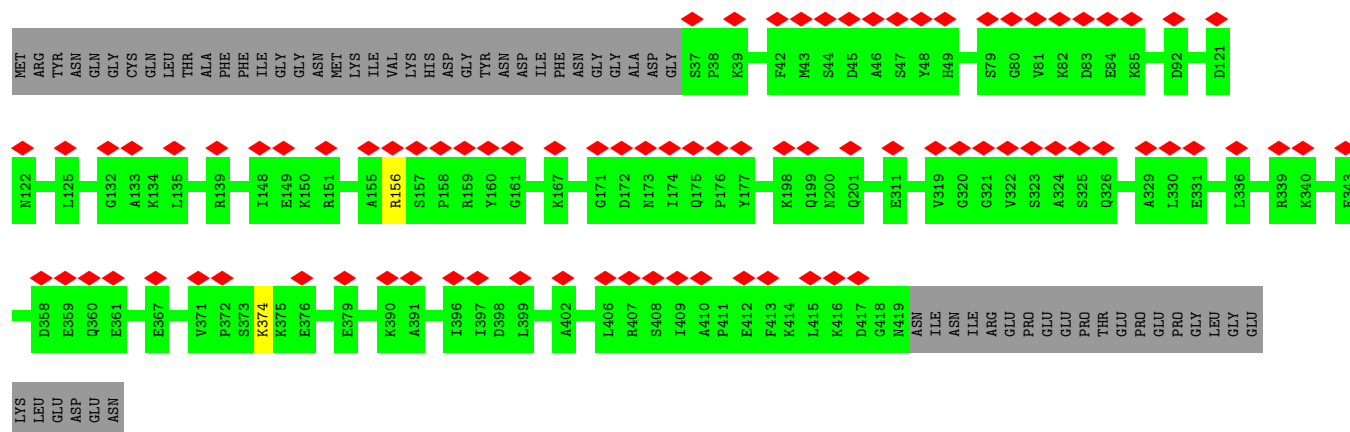 MET ARG TYR ASN GLN GLY CYS GLN LEU THR ALA PHE PHE ILE GLY GLY ASN MET LYS ILE VAL LYS HIS ASP GLY TYR ASN ASP ILE PHE ASN GLY GLY ALA ASP GLY S37 P38 K39 F42 M43 S44 D45 A46 S47 Y48 H49 S79 G80 V81 K82 D83 E84 K85 D92 D121
N122 L125 G132 A133 K134 L135 R139 I148 E149 K150 R151 A155 R156 S157 P158 R159 Y160 G161 K167 G171 D172 N173 I174 Q175 P176 Y177 K198 Q199 N200 Q201 E311 V319 G320 G321 V322 S323 A324 S325 Q326 A329 L330 E331 L336 R339 K340 E343
D358 E359 Q360 E361 E367 V371 P372 S373 K374 K375 E376 E379 K390 A391 I396 I397 D398 L399 A402 L406 R407 S408 I409 A410 P411 E412 F413 K414 L415 K416 D417 G418 N419 ASN ILE ASN ILE ARG GLU PRO GLU GLU PRO THR GLU PRO GLU PRO GLY LEU GLY GLU
LYS LEU GLU ASP GLU ASN